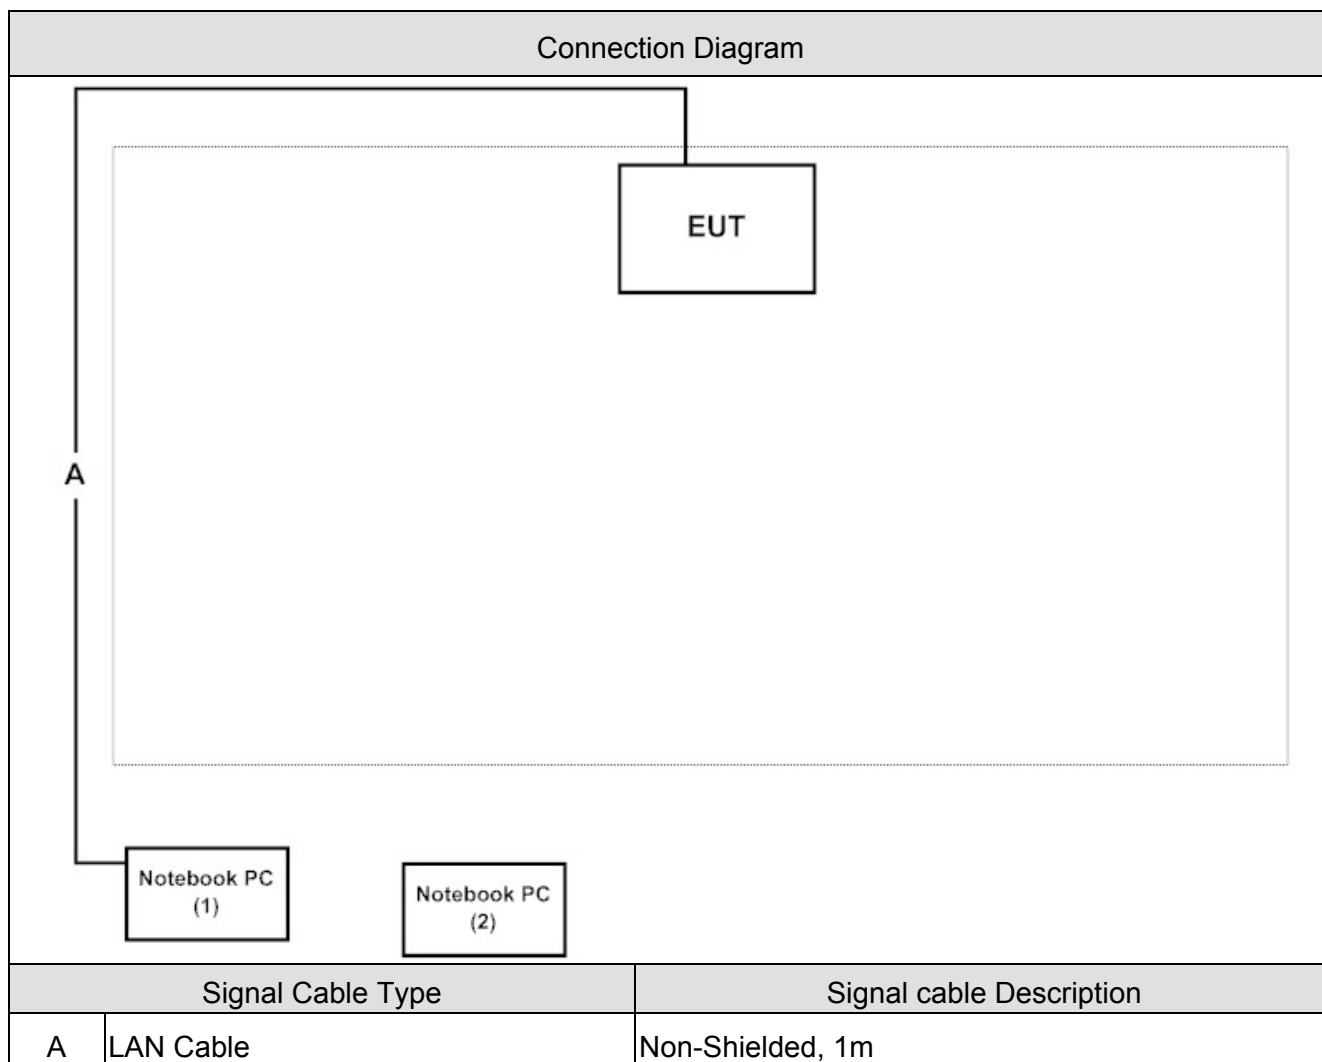 Connection Diagram
EUT
A
Notebook PC
(1)
Notebook PC
(2)
Signal Cable Type
Signal cable Description
A
LAN Cable
Non-Shielded, 1m